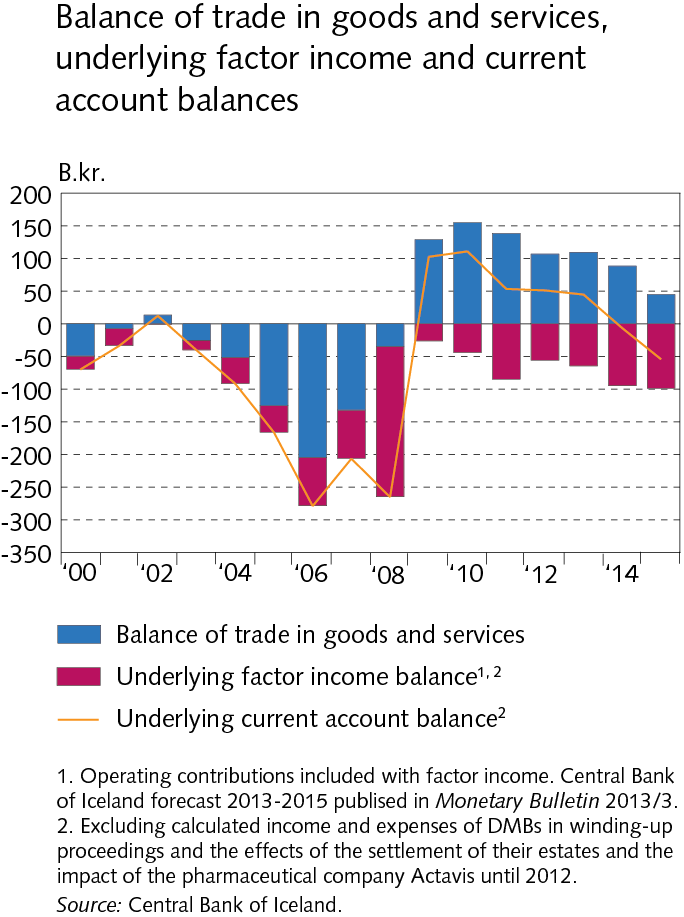 Balance of trade in goods and services,
underlying factor income and current
account balances
B.kr.
200
150
100
50
0
-50
-100
-150
-200
-250
-300
-350
‘00 ‘02 ‘04 ‘06 ‘08 ‘10 ‘12 ‘14
Balance of trade in goods and services
Underlying factor income balance1, 2
Underlying current account balance2
1. Operating contributions included with factor income. Central Bank
of Iceland forecast 2013-2015 publised in Monetary Bulletin 2013/3.
2. Excluding calculated income and expenses of DMBs in winding-up
proceedings and the effects of the settlement of their estates and the
impact of the pharmaceutical company Actavis until 2012.
Source: Central Bank of Iceland.